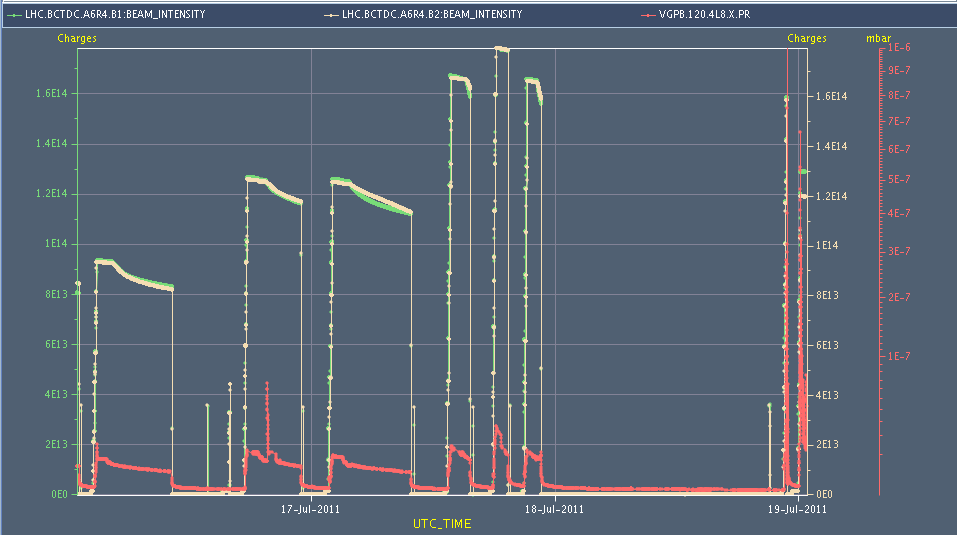 LHC.BCTDC.A6R4.B1:BEAM_INTENSITY LHC.BCTDC.A6R4.B2:BEAM_INTENSITY VGPB.120.4L8.X.PR
Charges Charges mbar
1E-6
9E-7
1.6E14 1.6E14 8E-7
7E-7
1.4E14 1.4E14 6E-7
5E-7
1.2E14 1.2E14
4E-7
1E14 1E14 3E-7
8E13 8E13 2E-7
6E13 6E13 1E-7
4E13 4E13
2E13 2E13
0E0 0E0
17-Jul-2011 18-Jul-2011 19-Jul-2011
UTC_TIME